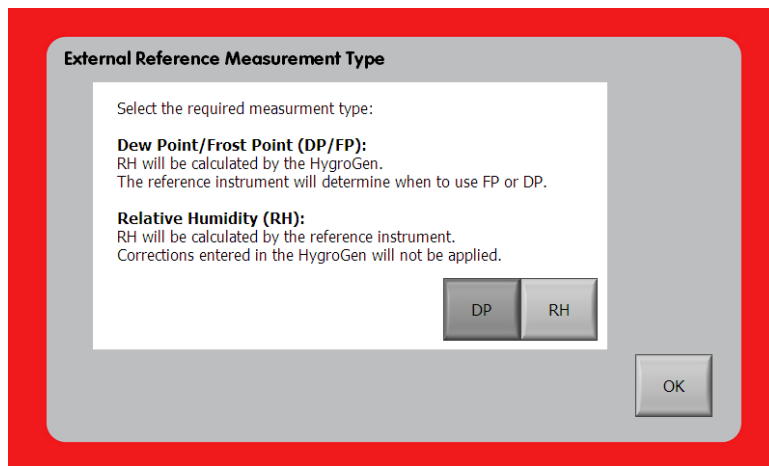 External Reference Measurement Type
Select the required measurment type:
Dew Point/Frost Point (DP/FP):
RH will be calculated by the HygroGen.
The reference instrument will determine when to use FP or DP.
Relative Humidity (RH):
RH will be calculated by the reference instrument.
Corrections entered in the HygroGen will not be applied.
DP RH
OK